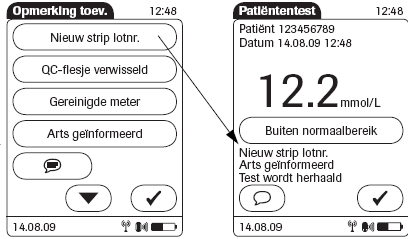 Opmerking toev. 12:48
Nieuw strip lotnr.
QC-flesje verwisseld
Gereinigde meter
Arts geïnformeerd
14.08.09
Patiëntentest 12:48
Patiënt 123456789
Datum 14.08.09 12:48
12.2 mmol/L
Buiten normaalbereik
Nieuw strip lotnr.
Arts geïnformeerd
Test wordt herhaald
14.08.09